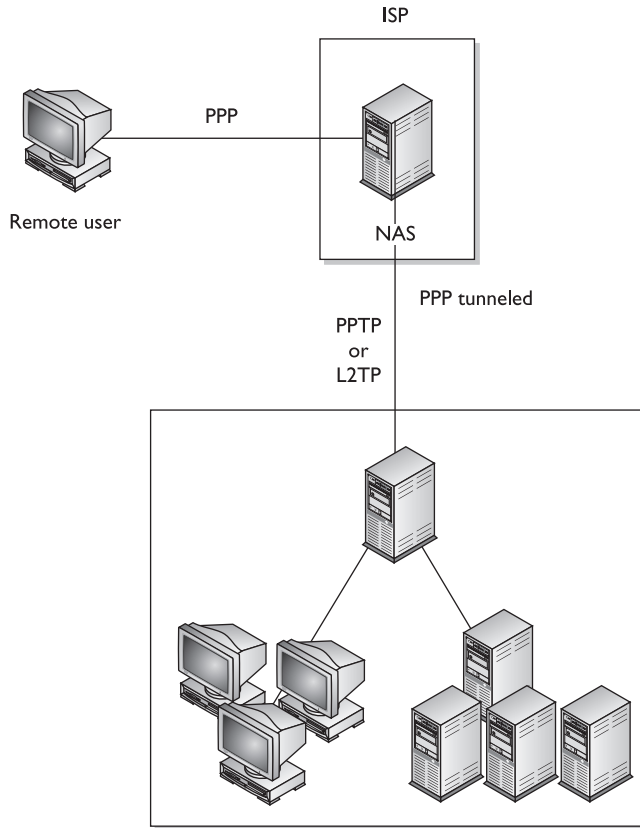 ISP
PPP
Remote user
NAS
PPP tunneled
PPTP
or
L2TP